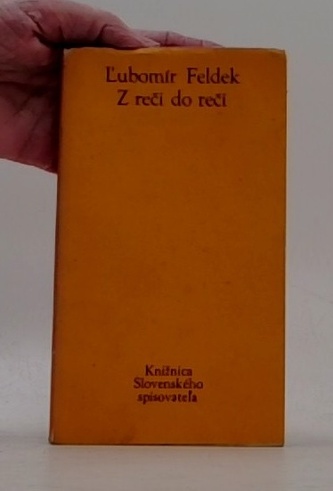 Ľubomír Feldek
Z reči do reči
Knižnica
Slovenského
spisovateľa